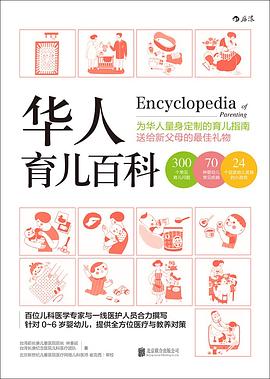 后浪
Encyclopedia of
Parenting
华人
育儿百科
为华人量身定制的育儿指南
送给新父母的最佳礼物
300
70
24
百位儿科医学专家与一线医护人员合力撰写
针对 0~6 岁婴幼儿，提供全方位医疗与教养对策
北京联合出版公司